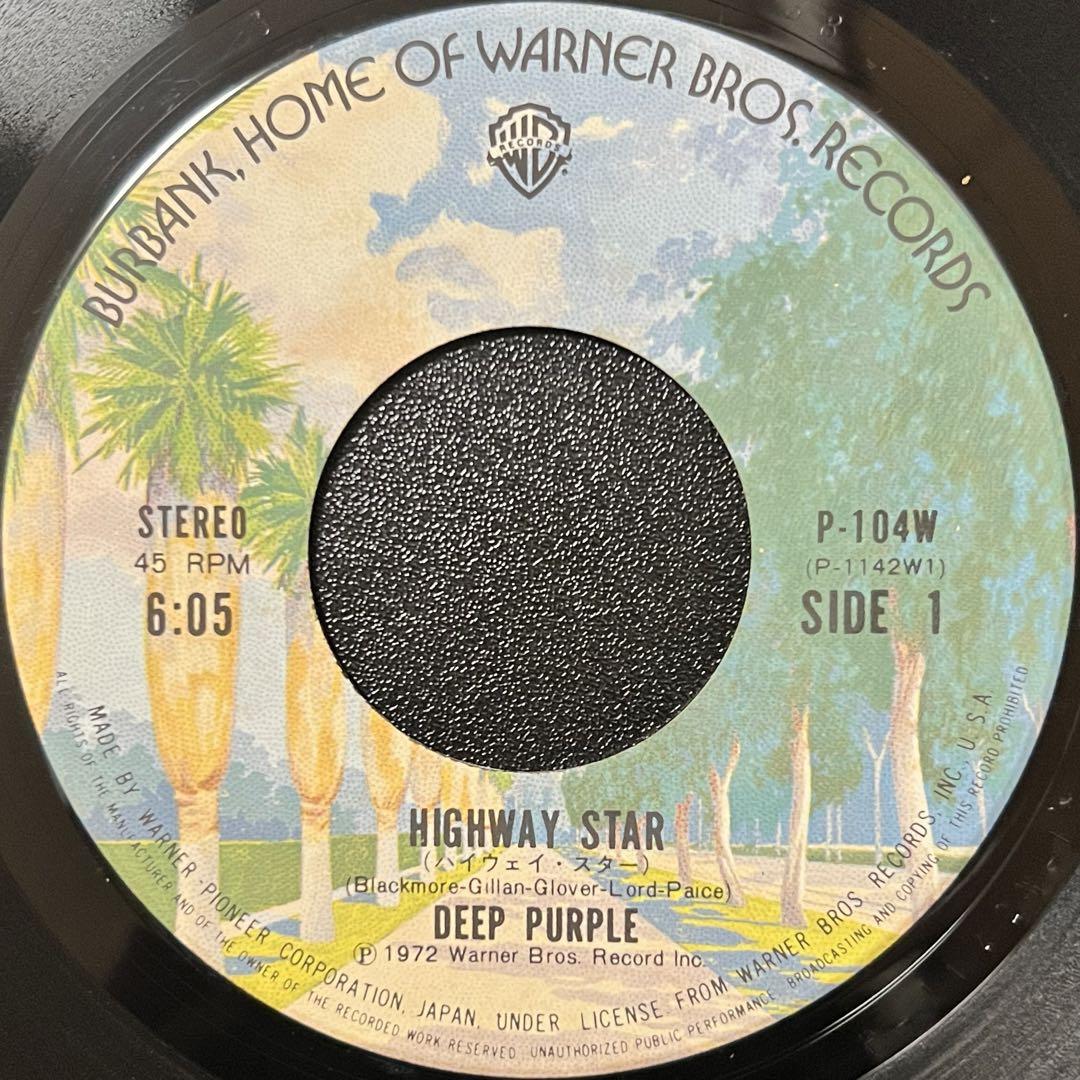 BURBANK, HOME OF WARNER BROS. RECORDS
RECORDS
STEREO
45 RPM
6:05
P-104W
(P-1142W1)
SIDE 1
HIGHWAY STAR
(ハイウェイ・スター)
(Blackmore-Gillan-Glover-Lord-Paice)
DEEP PURPLE
Ⓟ 1972 Warner Bros. Record Inc.
MADE BY WARNER-PIONEER CORPORATION, JAPAN, UNDER LICENSE FROM WARNER BROS. RECORDS, INC., U.S.A.
ALL RIGHTS OF THE MANUFACTURER AND OF THE OWNER OF THE RECORDED WORK RESERVED. UNAUTHORIZED PUBLIC PERFORMANCE BROADCASTING AND COPYING OF THIS RECORD PROHIBITED